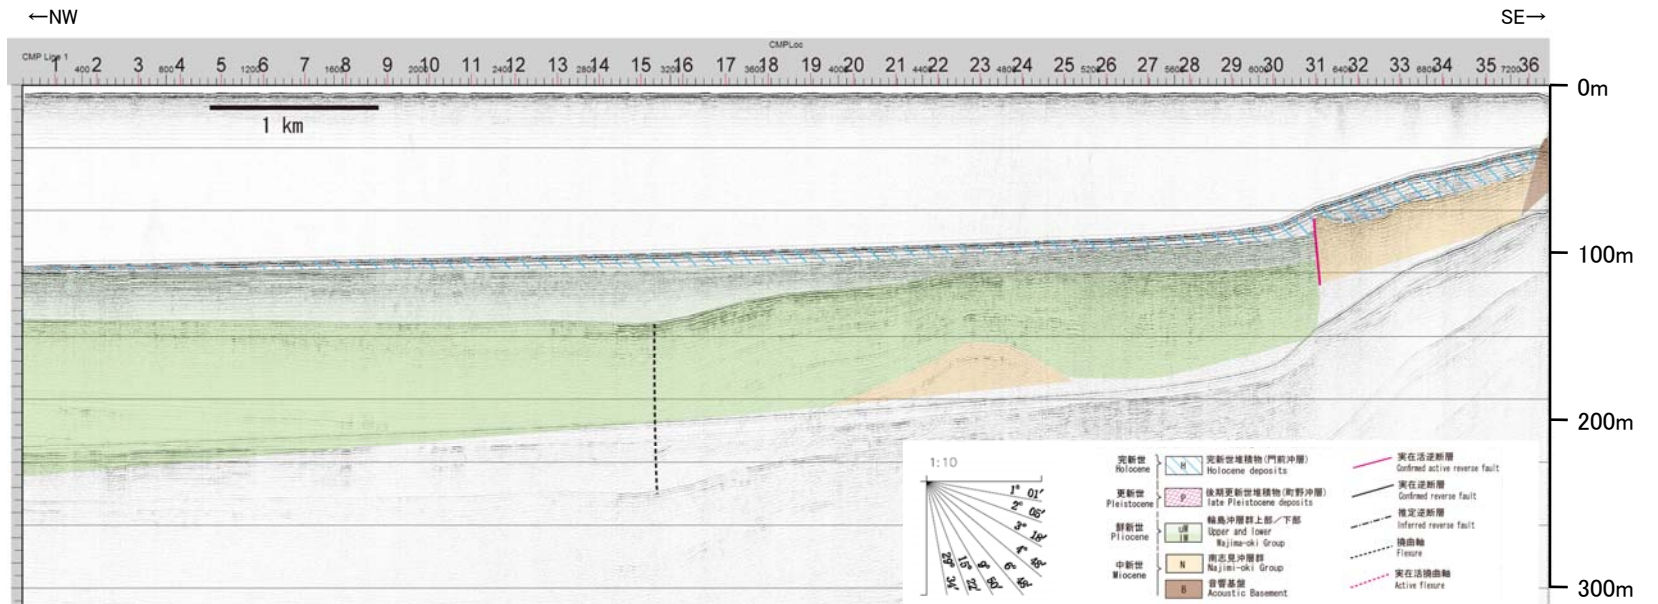 ←NW
SE→
CMPLoc
CMP Line 1
1 2 3 4 5 6 7 8 9 10 11 12 13 14 15 16 17 18 19 20 21 22 23 24 25 26 27 28 29 30 31 32 33 34 35 36
400 800 1200 1600 2000 2400 2800 3200 3600 4000 4400 4800 5200 5600 6000 6400 6800 7200
0m
1 km
100m
200m
300m
1:10
1° 01′
2° 05′
3° 18′
4° 48′
6° 48′
9° 50′
15° 22′
29° 34′
完新世
Holocene
H
完新世堆積物(門前沖層)
Holocene deposits
更新世
Pleistocene
P
後期更新世堆積物(町野沖層)
late Pleistocene deposits
鮮新世
Pliocene
uW
lW
輪島沖層群上部/下部
Upper and lower
Wajima-oki Group
中新世
Miocene
N
南志見沖層群
Najimi-oki Group
B
音響基盤
Acoustic Basement
実在活逆断層
Confirmed active reverse fault
実在逆断層
Confirmed reverse fault
推定逆断層
Inferred reverse fault
撓曲軸
Flexure
実在活撓曲軸
Active flexure